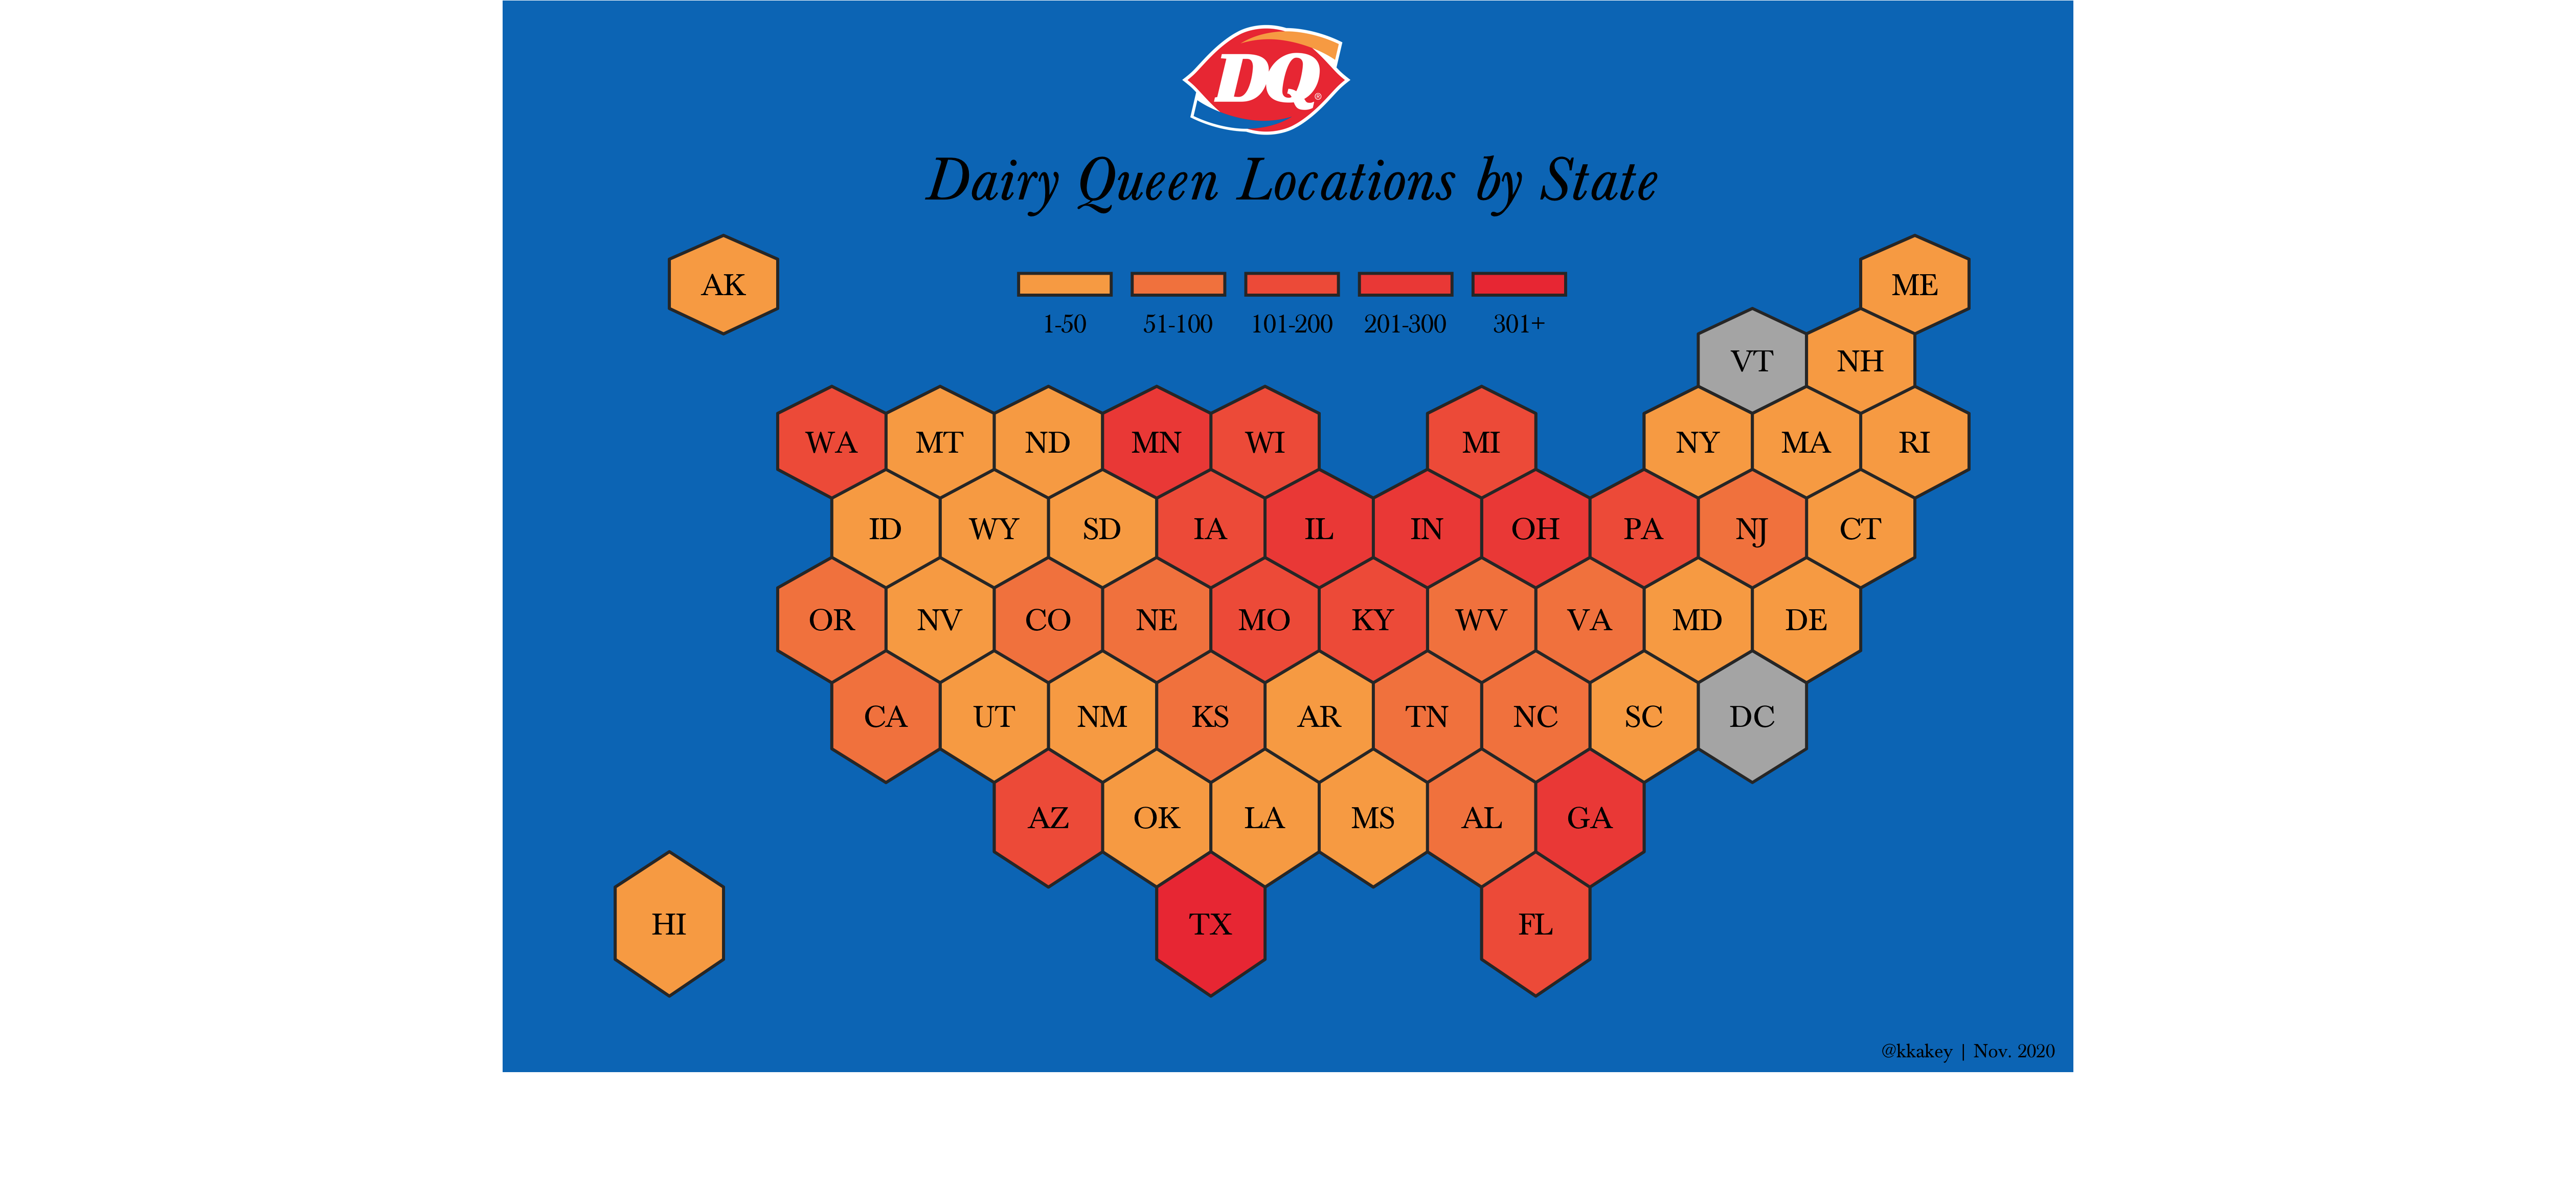 DQ®
Dairy Queen Locations by State
1-50 51-100 101-200 201-300 301+
AK ME
VT NH
WA MT ND MN WI MI NY MA RI
ID WY SD IA IL IN OH PA NJ CT
OR NV CO NE MO KY WV VA MD DE
CA UT NM KS AR TN NC SC DC
AZ OK LA MS AL GA
HI TX FL
@kkakey | Nov. 2020